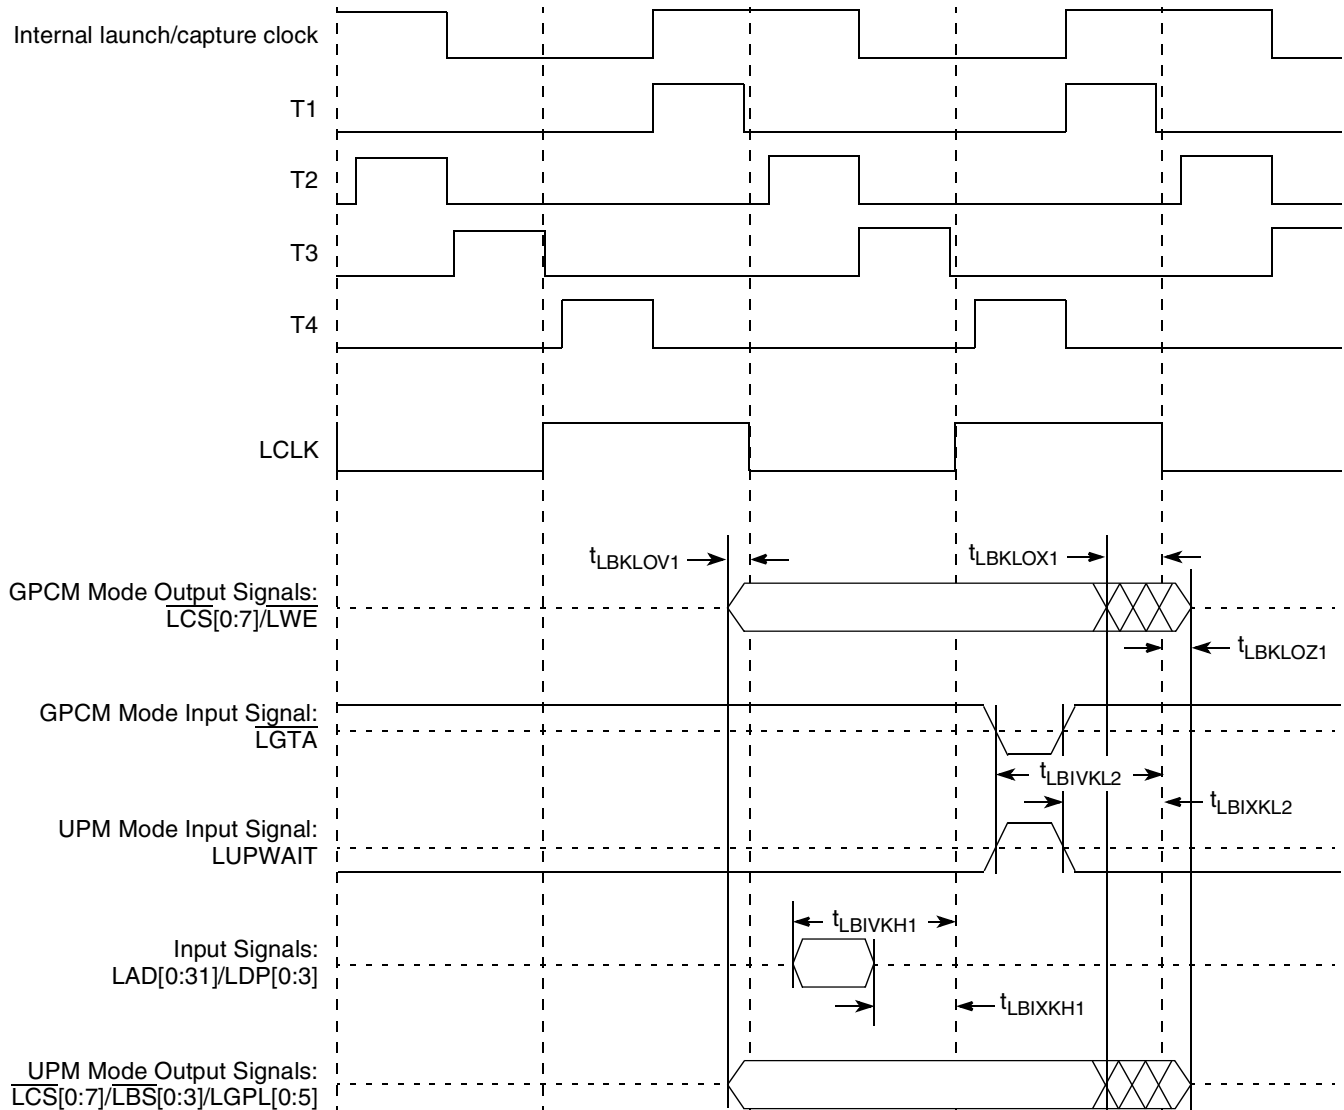 Internal launch/capture clock
T1
T2
T3
T4
LCLK
tLBKLOV1
tLBKLOX1
GPCM Mode Output Signals:
LCS[0:7]/LWE
tLBKLOZ1
GPCM Mode Input Signal:
LGTA
tLBIVKL2
tLBIXKL2
UPM Mode Input Signal:
LUPWAIT
tLBIVKH1
Input Signals:
LAD[0:31]/LDP[0:3]
tLBIXKH1
UPM Mode Output Signals:
LCS[0:7]/LBS[0:3]/LGPL[0:5]